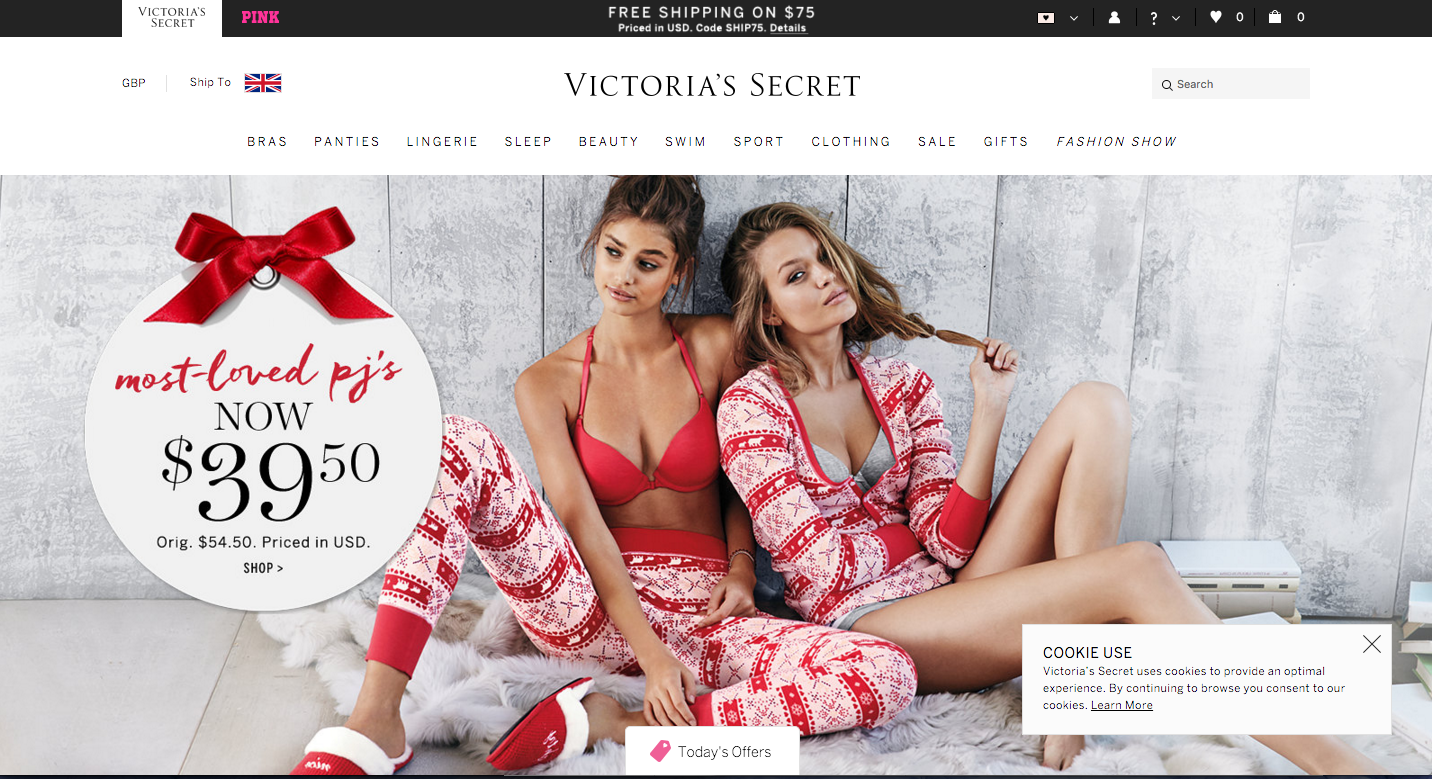 VICTORIA'S
SECRET
PINK
FREE SHIPPING ON $75
Priced in USD. Code SHIP75. Details
?
0
0
GBP
Ship To
VICTORIA'S SECRET
Search
BRAS PANTIES LINGERIE SLEEP BEAUTY SWIM SPORT CLOTHING SALE GIFTS FASHION SHOW
most-loved pj's
NOW
$39 50
Orig. $54.50. Priced in USD.
SHOP >
COOKIE USE
Victoria's Secret uses cookies to provide an optimal
experience. By continuing to browse you consent to our
cookies. Learn More
Today's Offers